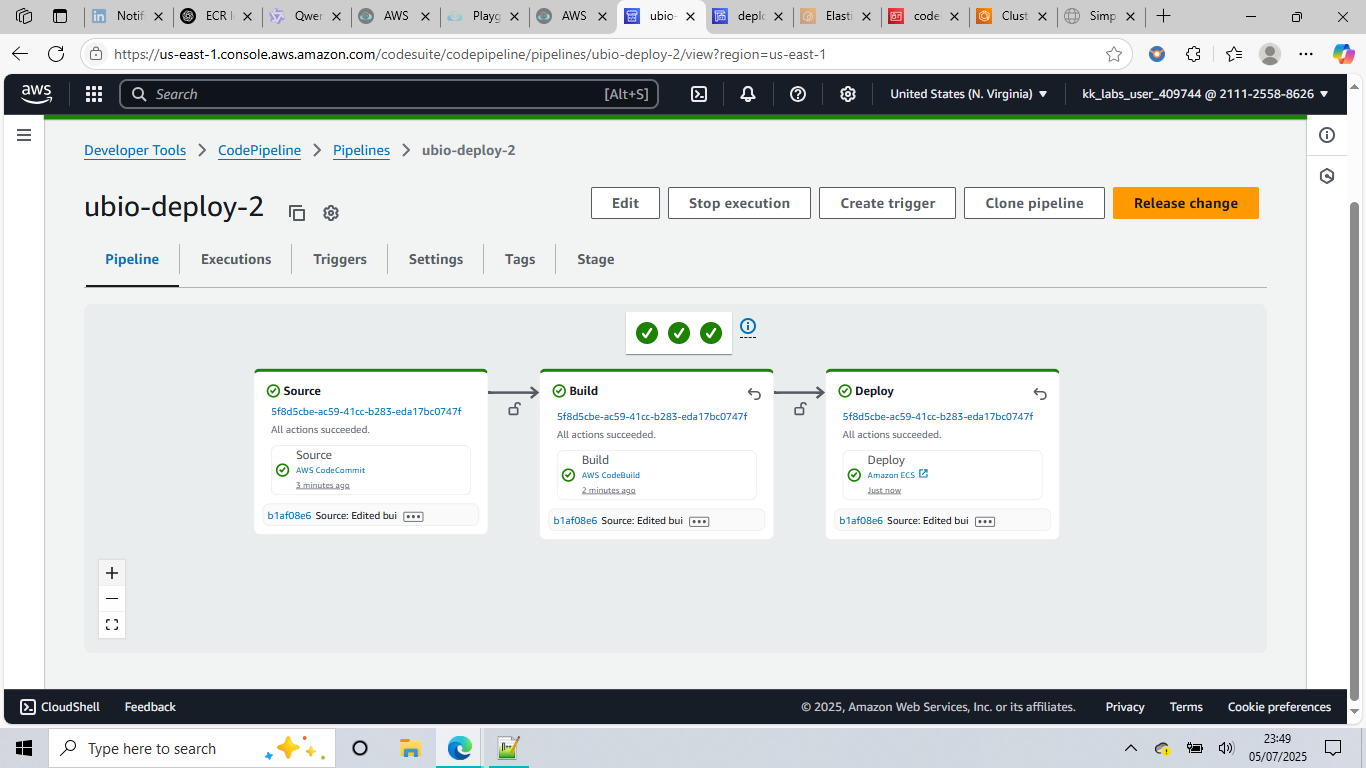 Notif
ECR I
Qwer
AWS
Playg
AWS
ubio-
deplo
Elasti
code
Clust
Simp
https://us-east-1.console.aws.amazon.com/codesuite/codepipeline/pipelines/ubio-deploy-2/view?region=us-east-1
aws
Search
[Alt+S]
United States (N. Virginia)
kk_labs_user_409744 @ 2111-2558-8626
Developer Tools
CodePipeline
Pipelines
ubio-deploy-2
ubio-deploy-2
Edit
Stop execution
Create trigger
Clone pipeline
Release change
Pipeline
Executions
Triggers
Settings
Tags
Stage
Source
5f8d5cbe-ac59-41cc-b283-eda17bc0747f
All actions succeeded.
Source
AWS CodeCommit
3 minutes ago
b1af08e6 Source: Edited bui
Build
5f8d5cbe-ac59-41cc-b283-eda17bc0747f
All actions succeeded.
Build
AWS CodeBuild
2 minutes ago
b1af08e6 Source: Edited bui
Deploy
5f8d5cbe-ac59-41cc-b283-eda17bc0747f
All actions succeeded.
Deploy
Amazon ECS
Just now
b1af08e6 Source: Edited bui
CloudShell
Feedback
© 2025, Amazon Web Services, Inc. or its affiliates.
Privacy
Terms
Cookie preferences
Type here to search
23:49
05/07/2025